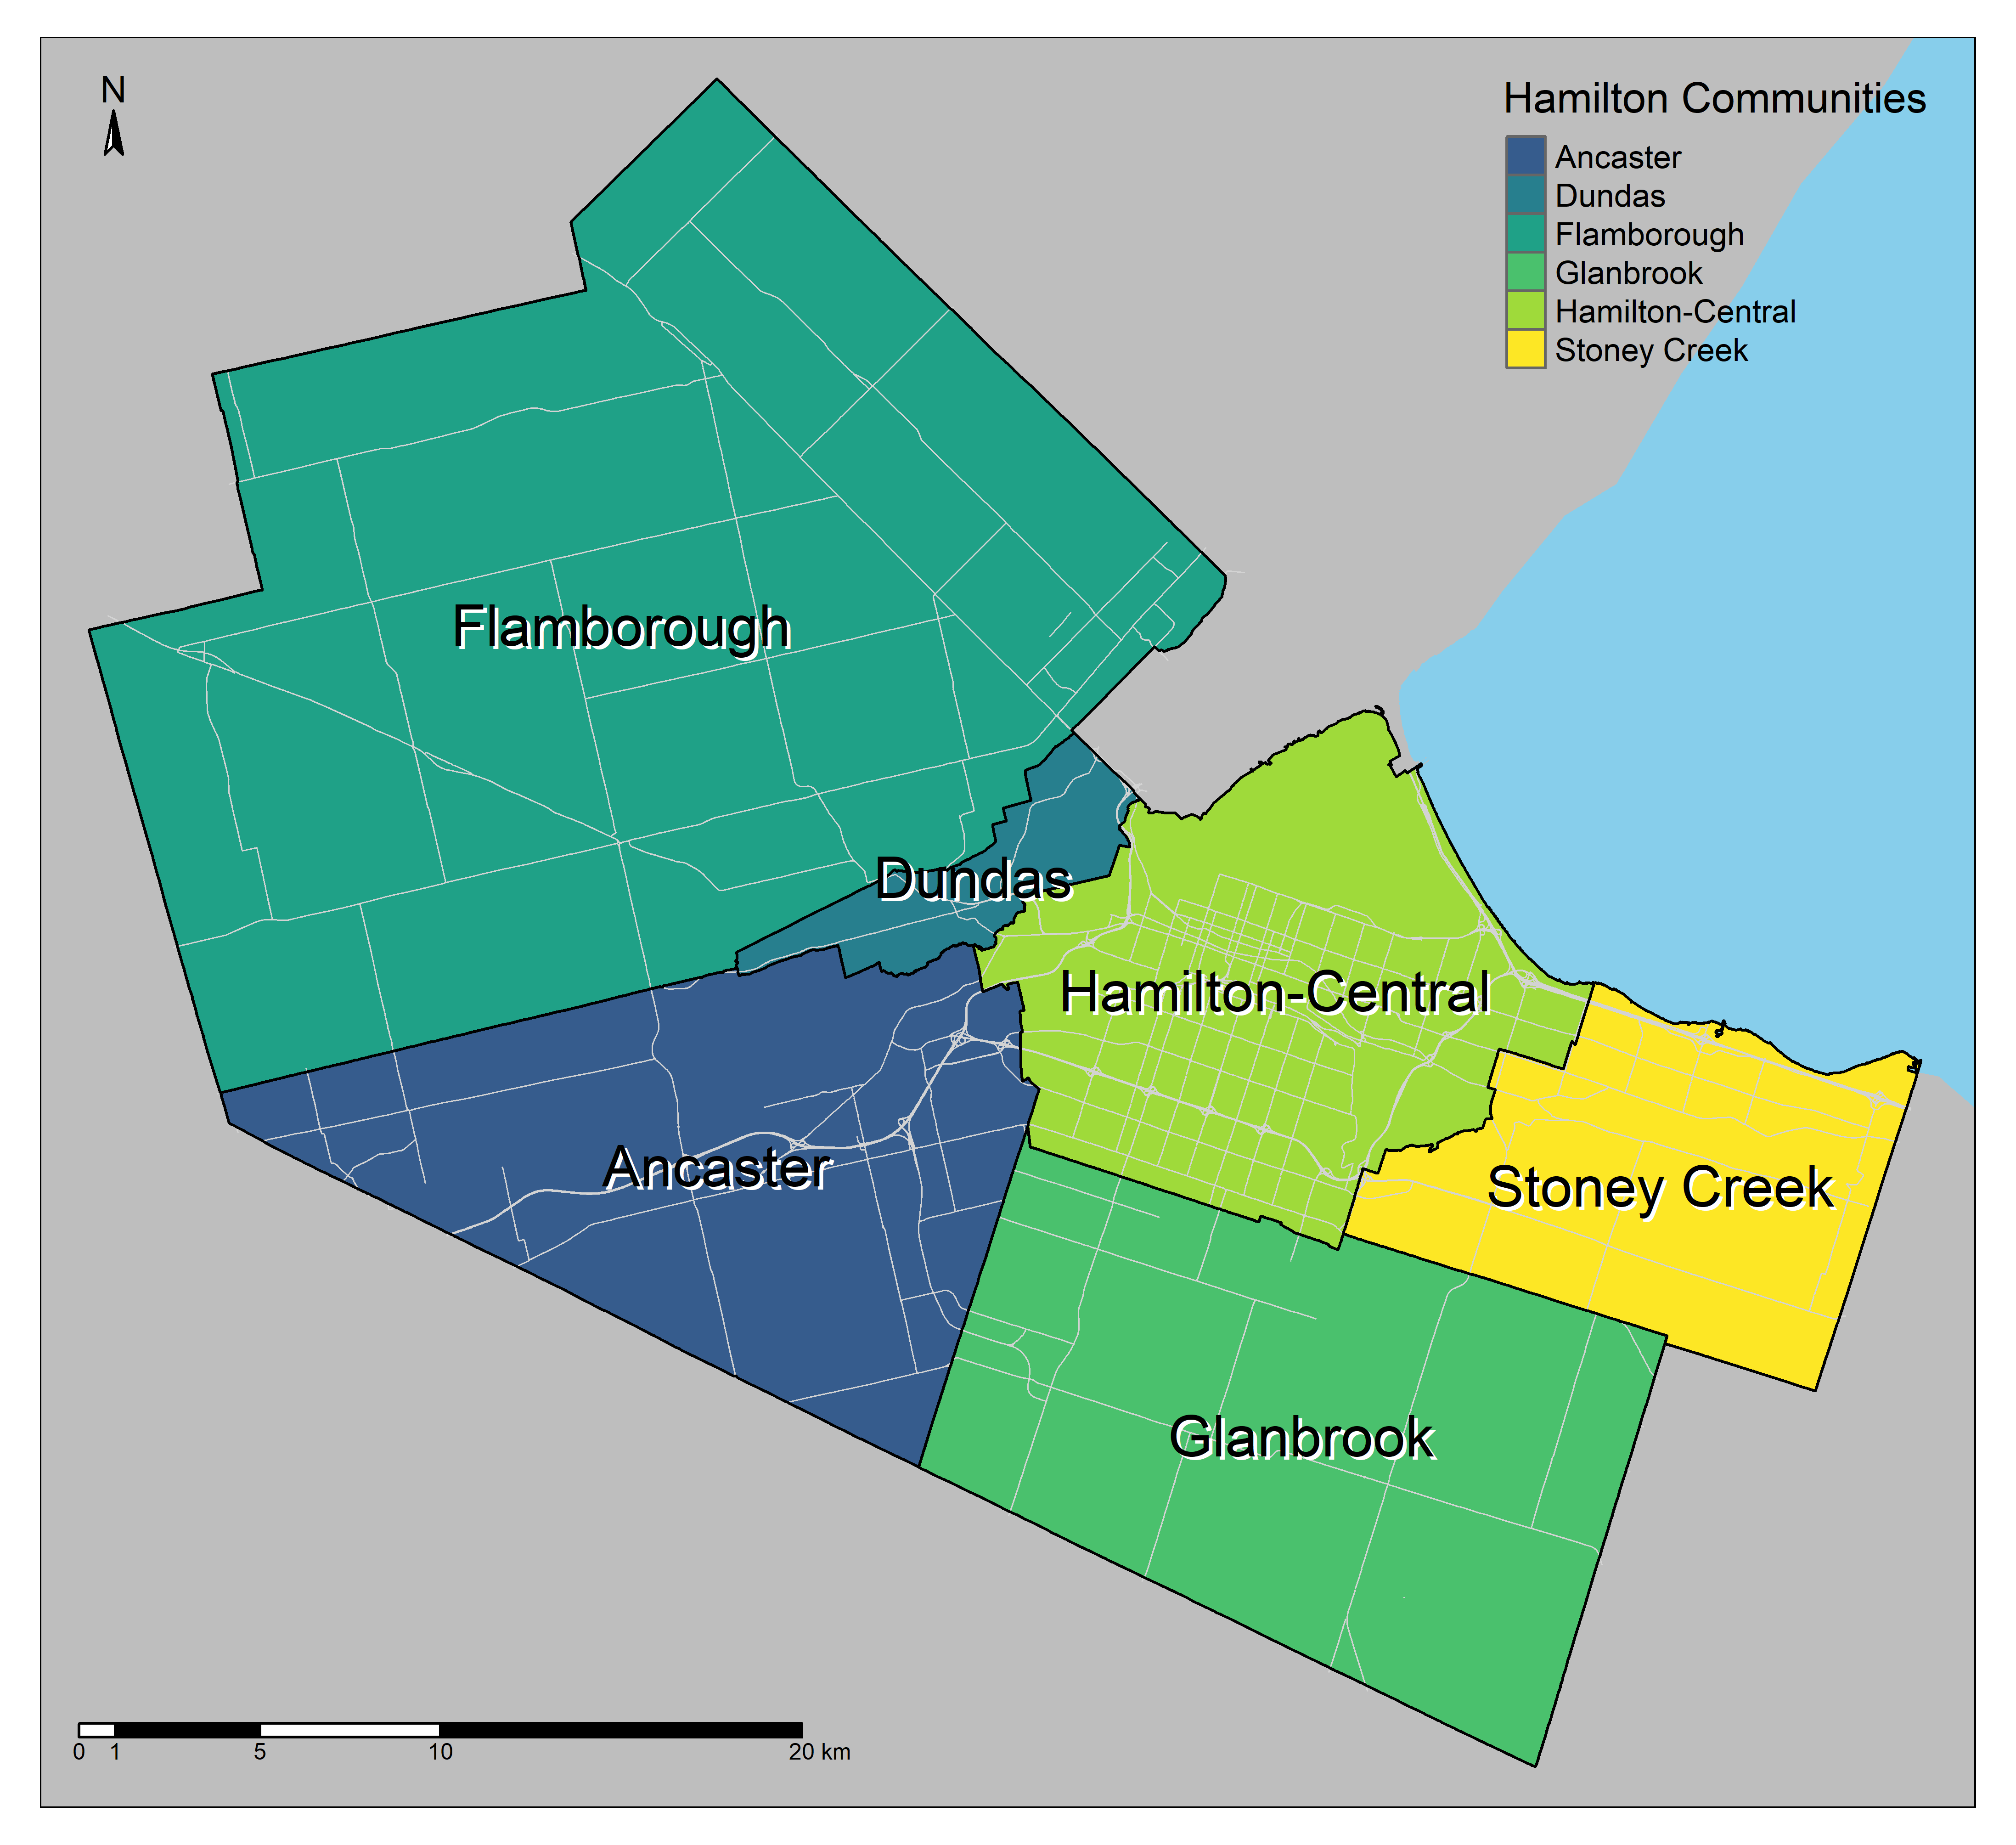 N
Hamilton Communities
Ancaster
Dundas
Flamborough
Glanbrook
Hamilton-Central
Stoney Creek
Flamborough
Dundas
Hamilton-Central
Ancaster
Stoney Creek
Glanbrook
0 1 5 10 20 km